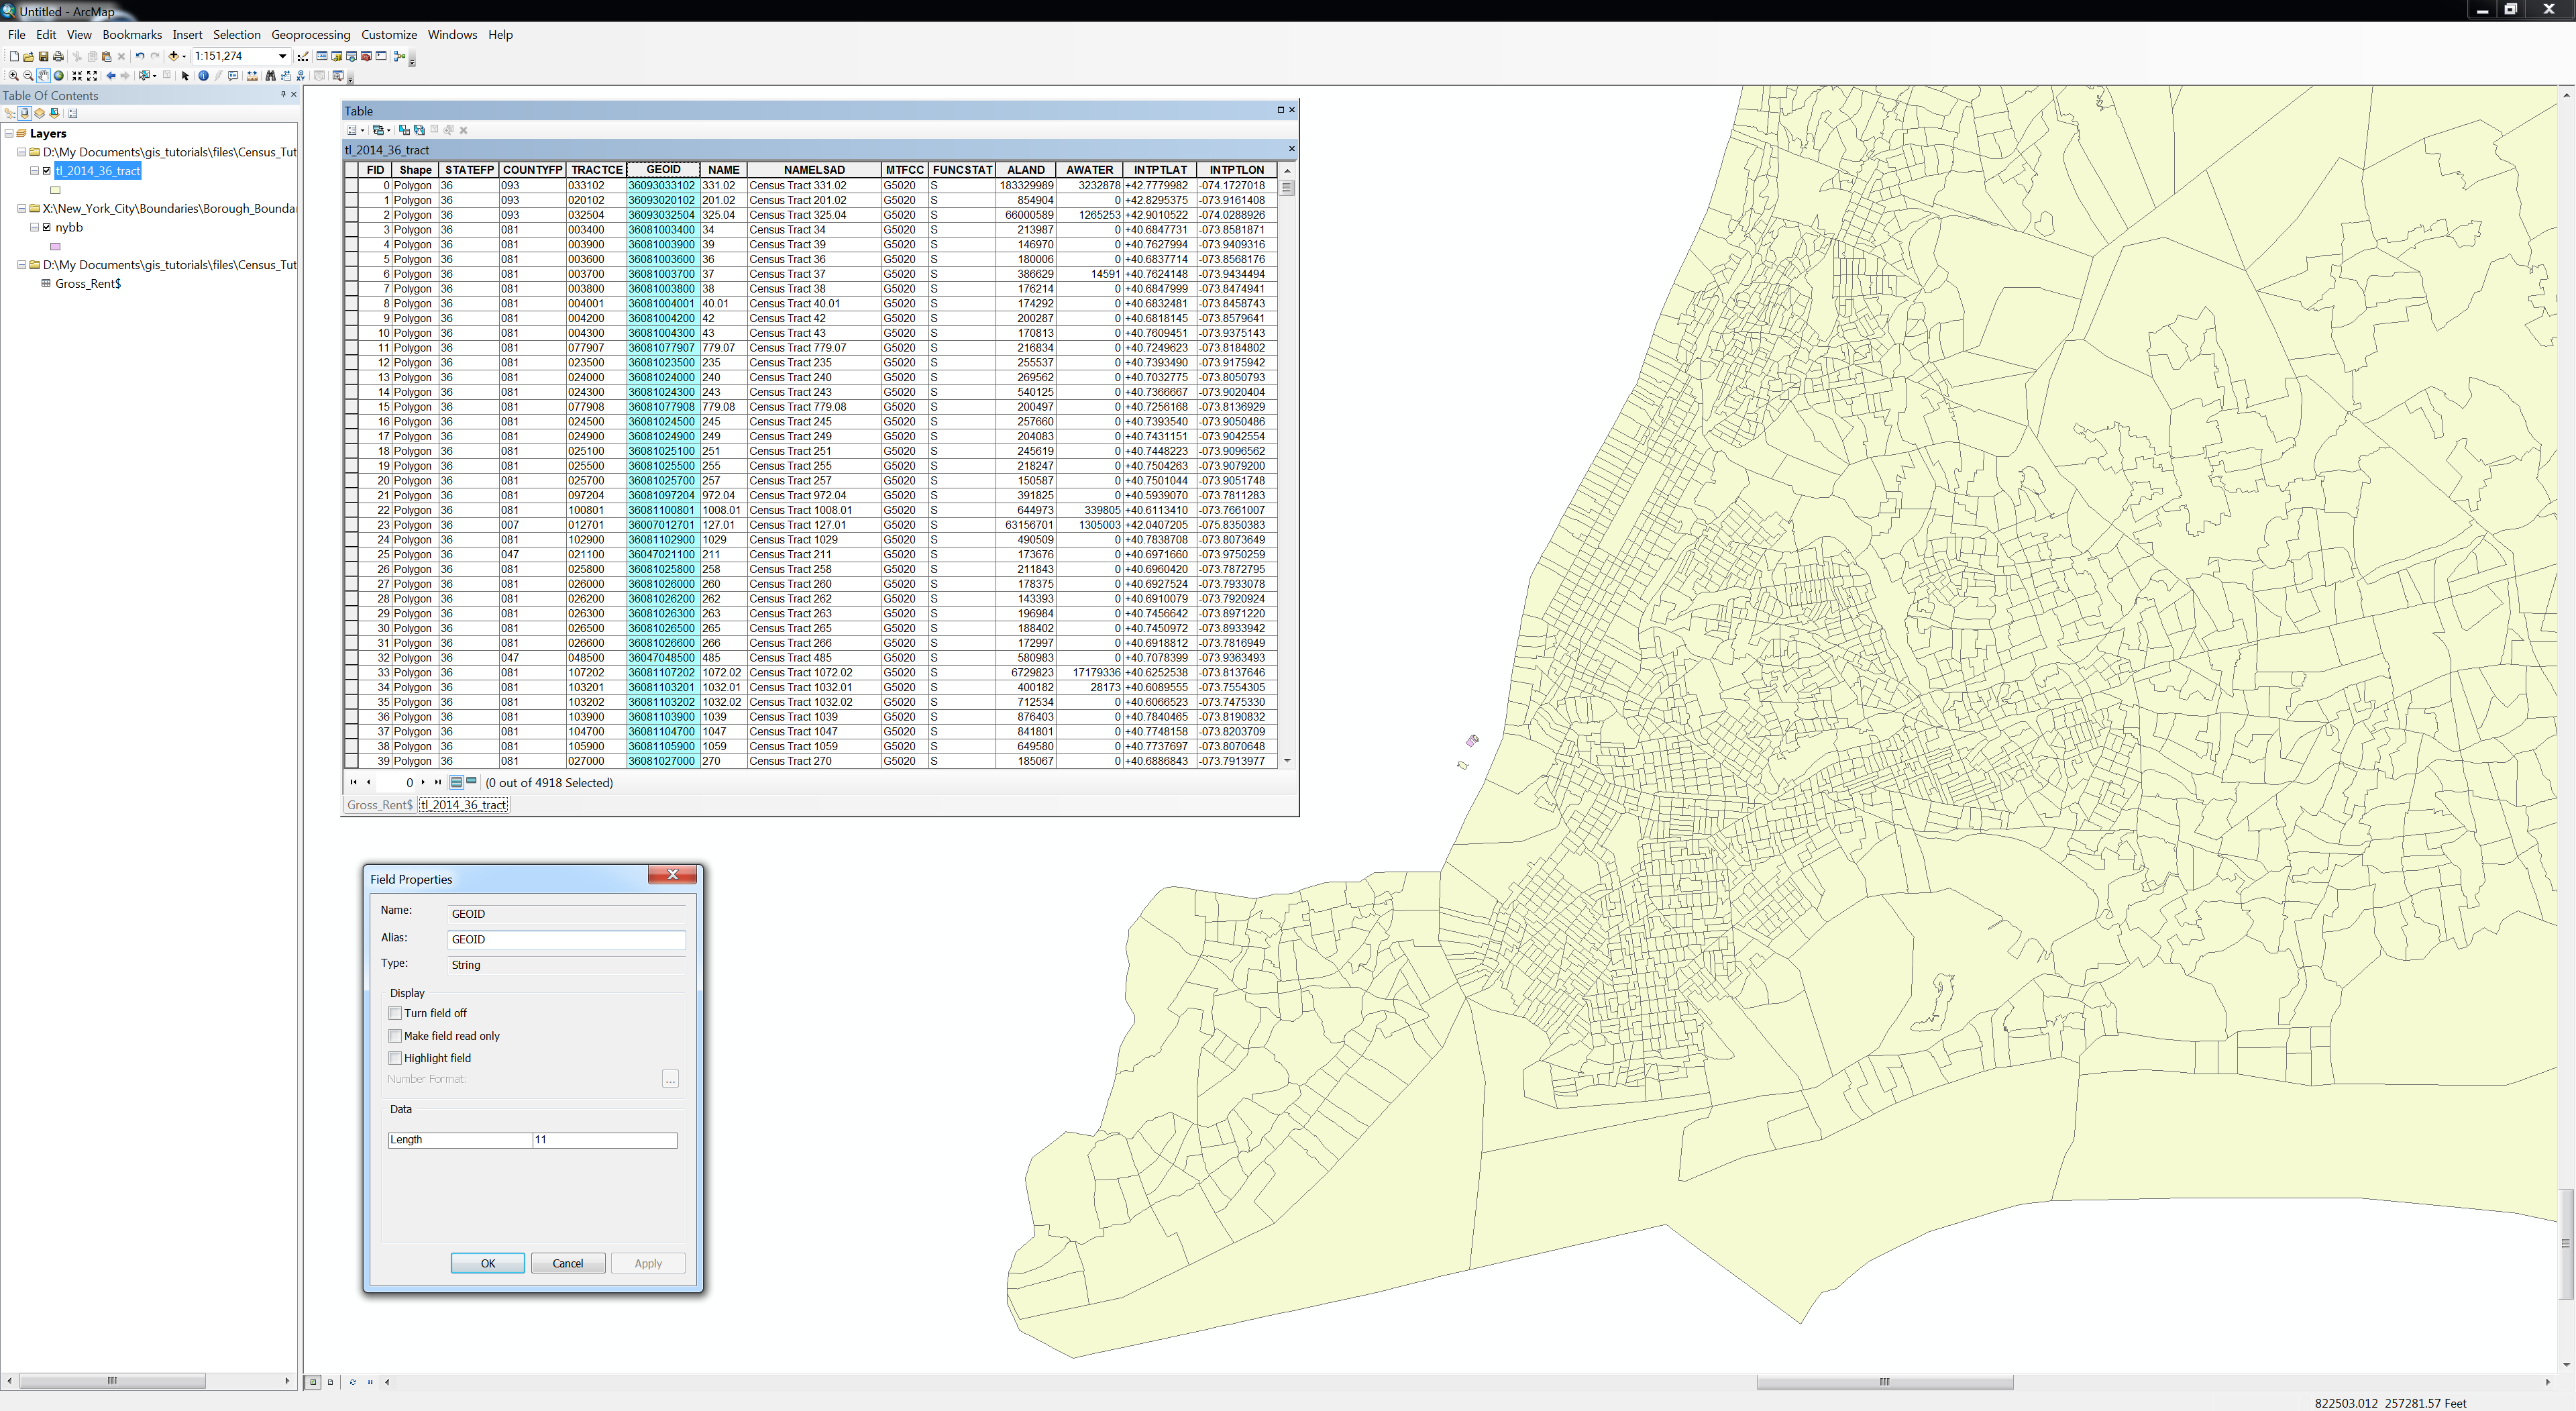 Untitled - ArcMap
File Edit View Bookmarks Insert Selection Geoprocessing Customize Windows Help
1:151,274
Table Of Contents
Layers
D:\My Documents\gis_tutorials\files\Census_Tut
tl_2014_36_tract
X:\New_York_City\Boundaries\Borough_Bounda
nybb
D:\My Documents\gis_tutorials\files\Census_Tut
Gross_Rent$
Table
tl_2014_36_tract
FID Shape STATEFP COUNTYFP TRACTCE GEOID NAME NAMELSAD MTFCC FUNCSTAT ALAND AWATER INTPTLAT INTPTLON
0 Polygon 36 093 033102 36093033102 331.02 Census Tract 331.02 G5020 S 183329989 3232878 +42.7779982 -074.1727018
1 Polygon 36 093 020102 36093020102 201.02 Census Tract 201.02 G5020 S 854904 0 +42.8295375 -073.9161408
2 Polygon 36 093 032504 36093032504 325.04 Census Tract 325.04 G5020 S 66000589 1265253 +42.9010522 -074.0288926
3 Polygon 36 081 003400 36081003400 34 Census Tract 34 G5020 S 213987 0 +40.6847731 -073.8581871
4 Polygon 36 081 003900 36081003900 39 Census Tract 39 G5020 S 146970 0 +40.7627994 -073.9409316
5 Polygon 36 081 003600 36081003600 36 Census Tract 36 G5020 S 180006 0 +40.6837714 -073.8568176
6 Polygon 36 081 003700 36081003700 37 Census Tract 37 G5020 S 386629 14591 +40.7624148 -073.9434494
7 Polygon 36 081 003800 36081003800 38 Census Tract 38 G5020 S 176214 0 +40.6847999 -073.8474941
8 Polygon 36 081 004001 36081004001 40.01 Census Tract 40.01 G5020 S 174292 0 +40.6832481 -073.8458743
9 Polygon 36 081 004200 36081004200 42 Census Tract 42 G5020 S 200287 0 +40.6818145 -073.8579641
10 Polygon 36 081 004300 36081004300 43 Census Tract 43 G5020 S 170813 0 +40.7609451 -073.9375143
11 Polygon 36 081 077907 36081077907 779.07 Census Tract 779.07 G5020 S 216834 0 +40.7249623 -073.8184802
12 Polygon 36 081 023500 36081023500 235 Census Tract 235 G5020 S 255537 0 +40.7393490 -073.9175942
13 Polygon 36 081 024000 36081024000 240 Census Tract 240 G5020 S 269562 0 +40.7032775 -073.8050793
14 Polygon 36 081 024300 36081024300 243 Census Tract 243 G5020 S 540125 0 +40.7366667 -073.9020404
15 Polygon 36 081 077908 36081077908 779.08 Census Tract 779.08 G5020 S 200497 0 +40.7256168 -073.8136929
16 Polygon 36 081 024500 36081024500 245 Census Tract 245 G5020 S 257660 0 +40.7393540 -073.9050486
17 Polygon 36 081 024900 36081024900 249 Census Tract 249 G5020 S 204083 0 +40.7431151 -073.9042554
18 Polygon 36 081 025100 36081025100 251 Census Tract 251 G5020 S 245619 0 +40.7448223 -073.9096562
19 Polygon 36 081 025500 36081025500 255 Census Tract 255 G5020 S 218247 0 +40.7504263 -073.9079200
20 Polygon 36 081 025700 36081025700 257 Census Tract 257 G5020 S 150587 0 +40.7501044 -073.9051748
21 Polygon 36 081 097204 36081097204 972.04 Census Tract 972.04 G5020 S 391825 0 +40.5939070 -073.7811283
22 Polygon 36 081 100801 36081100801 1008.01 Census Tract 1008.01 G5020 S 644973 339805 +40.6113410 -073.7661007
23 Polygon 36 007 012701 36007012701 127.01 Census Tract 127.01 G5020 S 63156701 1305003 +42.0407205 -075.8350383
24 Polygon 36 081 102900 36081102900 1029 Census Tract 1029 G5020 S 490509 0 +40.7838708 -073.8073649
25 Polygon 36 047 021100 36047021100 211 Census Tract 211 G5020 S 173676 0 +40.6971660 -073.9750259
26 Polygon 36 081 025800 36081025800 258 Census Tract 258 G5020 S 211843 0 +40.6960420 -073.7872795
27 Polygon 36 081 026000 36081026000 260 Census Tract 260 G5020 S 178375 0 +40.6927524 -073.7933078
28 Polygon 36 081 026200 36081026200 262 Census Tract 262 G5020 S 143393 0 +40.6910079 -073.7920924
29 Polygon 36 081 026300 36081026300 263 Census Tract 263 G5020 S 196984 0 +40.7456642 -073.8971220
30 Polygon 36 081 026500 36081026500 265 Census Tract 265 G5020 S 188402 0 +40.7450972 -073.8933942
31 Polygon 36 081 026600 36081026600 266 Census Tract 266 G5020 S 172997 0 +40.6918812 -073.7816949
32 Polygon 36 047 048500 36047048500 485 Census Tract 485 G5020 S 580983 0 +40.7078399 -073.9363493
33 Polygon 36 081 107202 36081107202 1072.02 Census Tract 1072.02 G5020 S 6729823 17179336 +40.6252538 -073.8137646
34 Polygon 36 081 103201 36081103201 1032.01 Census Tract 1032.01 G5020 S 400182 28173 +40.6089555 -073.7554305
35 Polygon 36 081 103202 36081103202 1032.02 Census Tract 1032.02 G5020 S 712534 0 +40.6066523 -073.7475330
36 Polygon 36 081 103900 36081103900 1039 Census Tract 1039 G5020 S 876403 0 +40.7840465 -073.8190832
37 Polygon 36 081 104700 36081104700 1047 Census Tract 1047 G5020 S 841801 0 +40.7748158 -073.8203709
38 Polygon 36 081 105900 36081105900 1059 Census Tract 1059 G5020 S 649580 0 +40.7737697 -073.8070648
39 Polygon 36 081 027000 36081027000 270 Census Tract 270 G5020 S 185067 0 +40.6886843 -073.7913977
0 (0 out of 4918 Selected)
Gross_Rent$ tl_2014_36_tract
Field Properties
Name: GEOID
Alias: GEOID
Type: String
Display
Turn field off
Make field read only
Highlight field
Number Format: ...
Data
Length 11
OK Cancel Apply
822503.012 257281.57 Feet